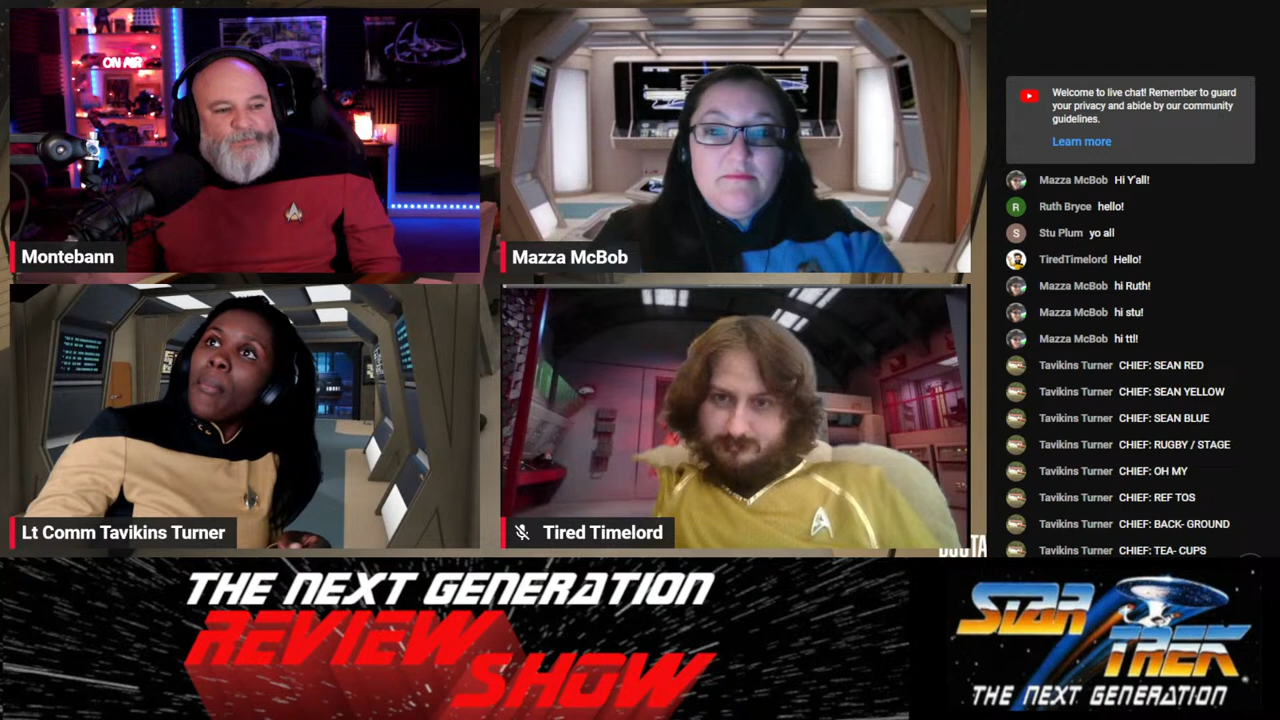 ON AIR
Montebann
Mazza McBob
Lt Comm Tavikins Turner
Tired Timelord
Welcome to live chat! Remember to guard
your privacy and abide by our community
guidelines.
Learn more
Mazza McBob Hi Y'all!
R Ruth Bryce hello!
S Stu Plum yo all
TiredTimelord Hello!
Mazza McBob hi Ruth!
Mazza McBob hi stu!
Mazza McBob hi ttl!
Tavikins Turner CHIEF: SEAN RED
Tavikins Turner CHIEF: SEAN YELLOW
Tavikins Turner CHIEF: SEAN BLUE
Tavikins Turner CHIEF: RUGBY / STAGE
Tavikins Turner CHIEF: OH MY
Tavikins Turner CHIEF: REF TOS
Tavikins Turner CHIEF: BACK- GROUND
Tavikins Turner CHIEF: TEA- CUPS
THE NEXT GENERATION
REVIEW
SHOW
STAR
TREK
THE NEXT GENERATION